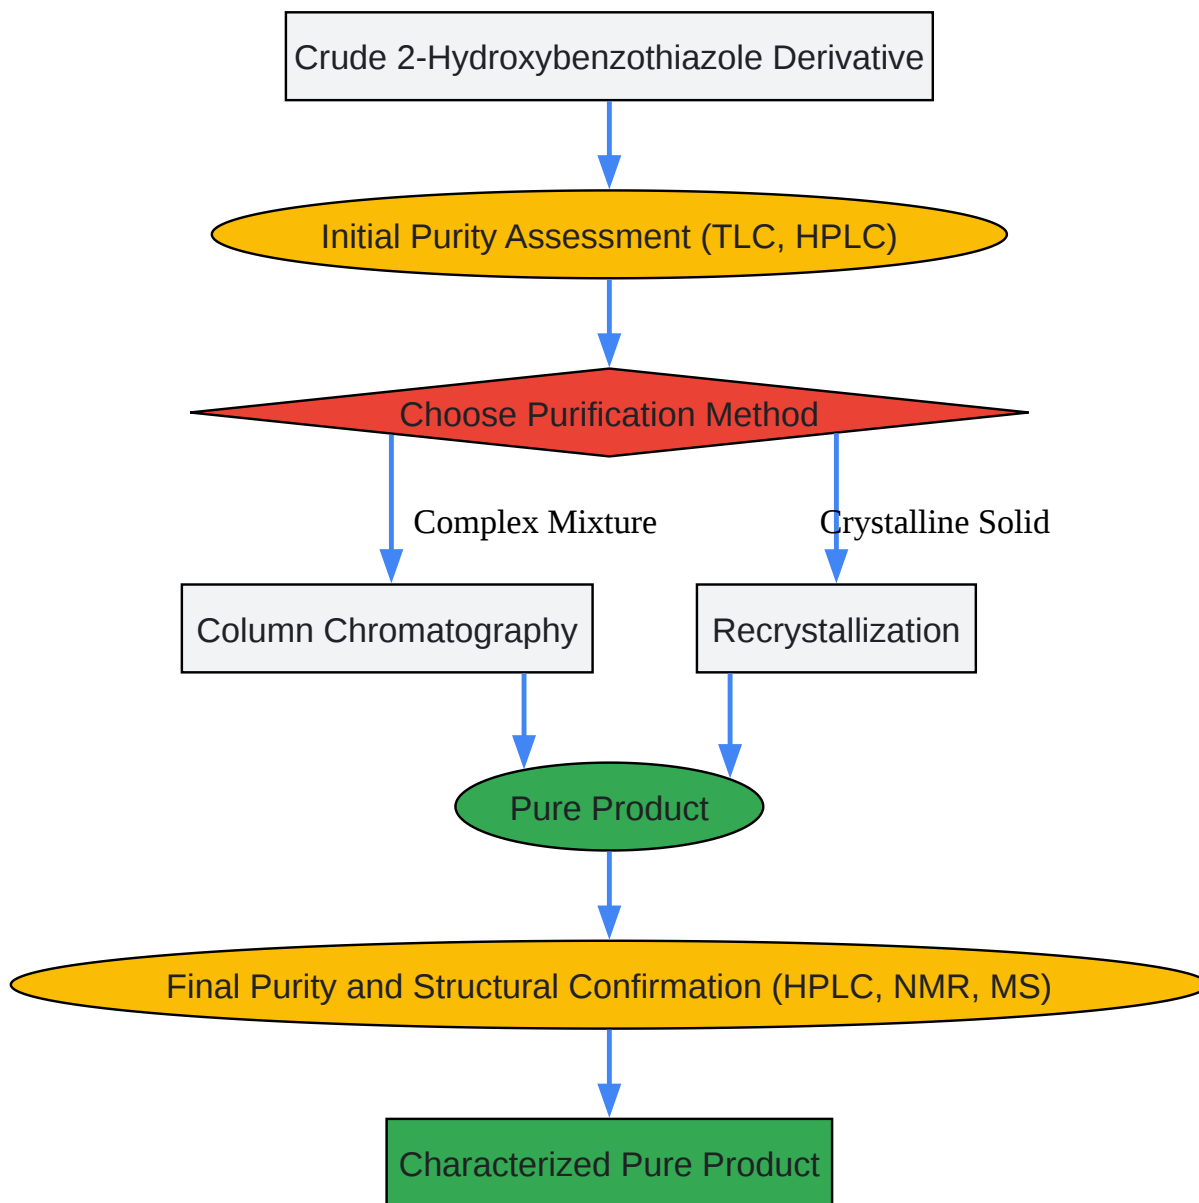 Crude 2-Hydroxybenzothiazole Derivative
Initial Purity Assessment (TLC, HPLC)
Choose Purification Method
Complex Mixture
Crystalline Solid
Column Chromatography
Recrystallization
Pure Product
Final Purity and Structural Confirmation (HPLC, NMR, MS)
Characterized Pure Product